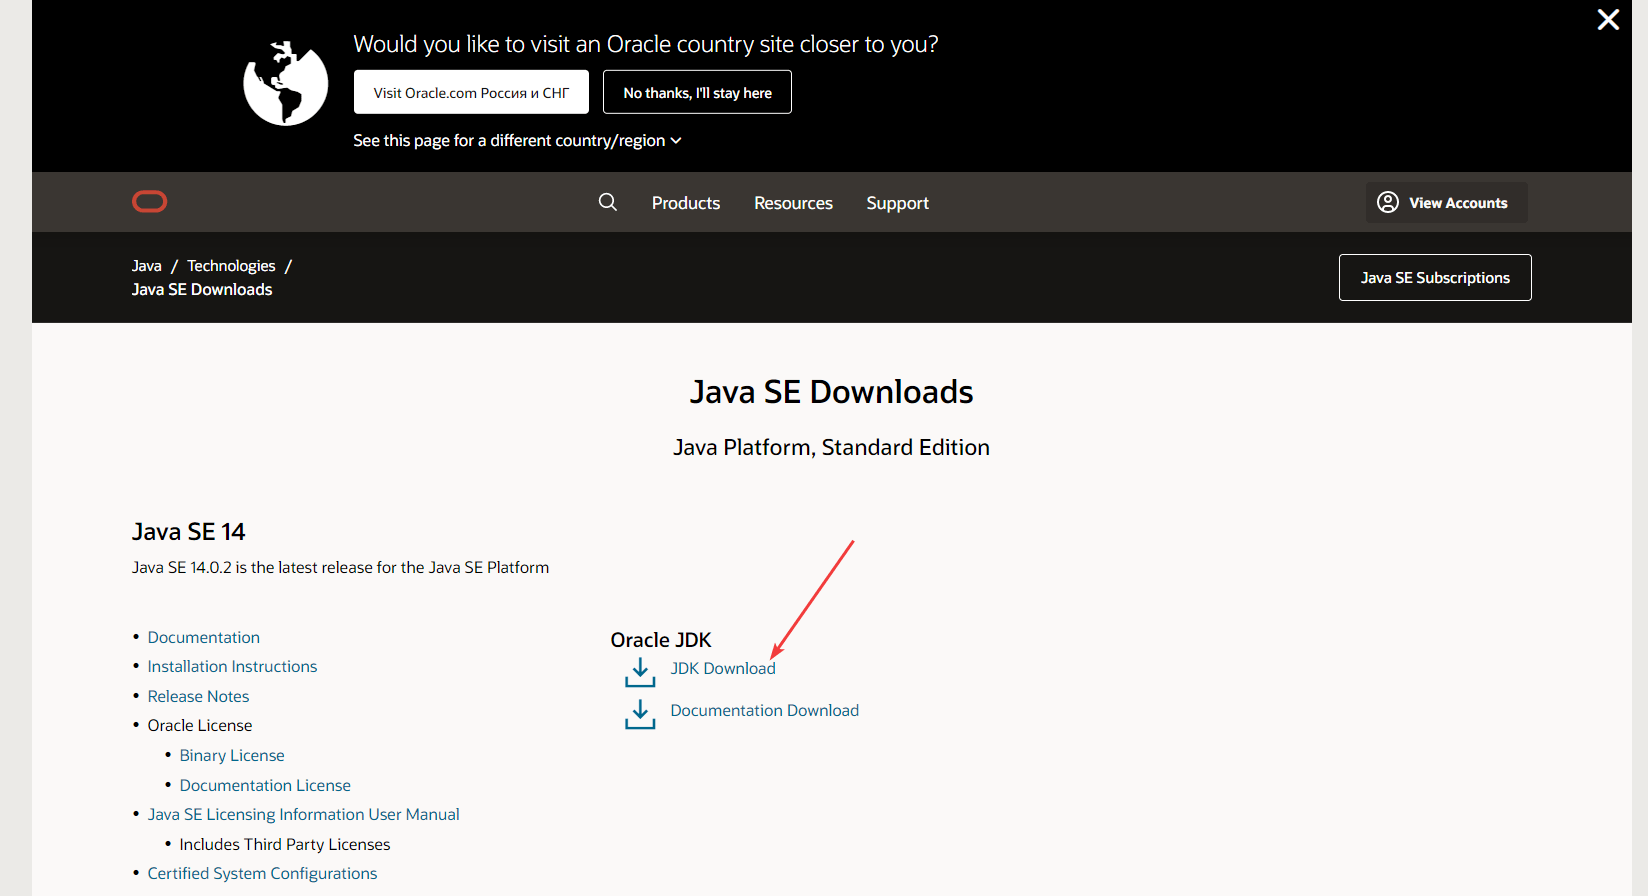 Would you like to visit an Oracle country site closer to you?
Visit Oracle.com Россия и СНГ
No thanks, I'll stay here
See this page for a different country/region
Products
Resources
Support
View Accounts
Java / Technologies /
Java SE Downloads
Java SE Subscriptions
Java SE Downloads
Java Platform, Standard Edition
Java SE 14
Java SE 14.0.2 is the latest release for the Java SE Platform
• Documentation
• Installation Instructions
• Release Notes
• Oracle License
• Binary License
• Documentation License
• Java SE Licensing Information User Manual
• Includes Third Party Licenses
• Certified System Configurations
Oracle JDK
JDK Download
Documentation Download